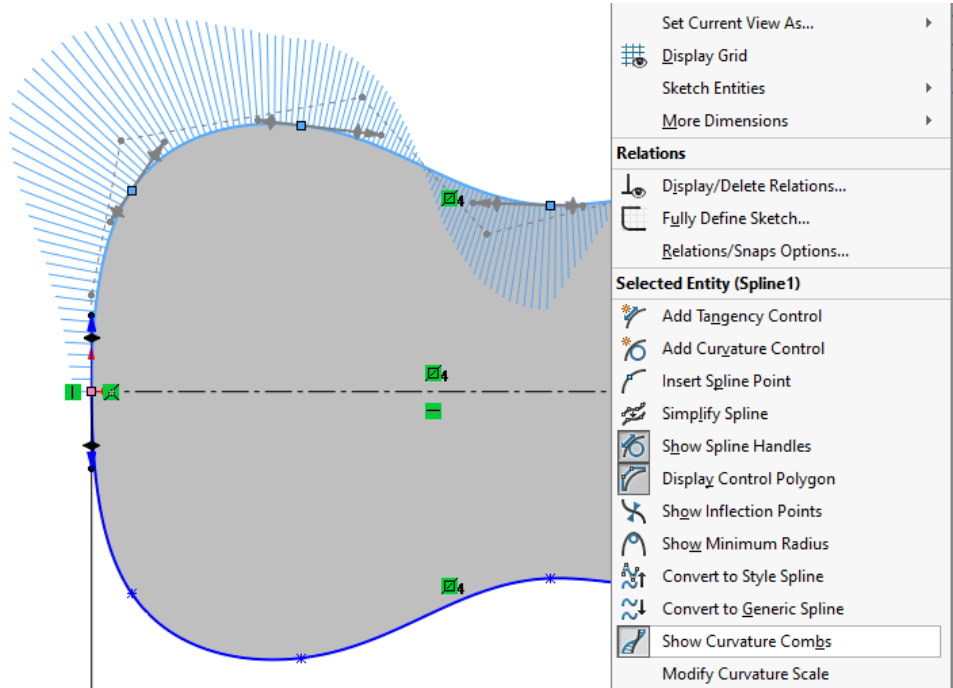 Set Current View As...
Display Grid
Sketch Entities
More Dimensions
Relations
Display/Delete Relations...
Fully Define Sketch...
Relations/Snaps Options...
Selected Entity (Spline1)
Add Tangency Control
Add Curvature Control
Insert Spline Point
Simplify Spline
Show Spline Handles
Display Control Polygon
Show Inflection Points
Show Minimum Radius
Convert to Style Spline
Convert to Generic Spline
Show Curvature Combs
Modify Curvature Scale
4
4
4